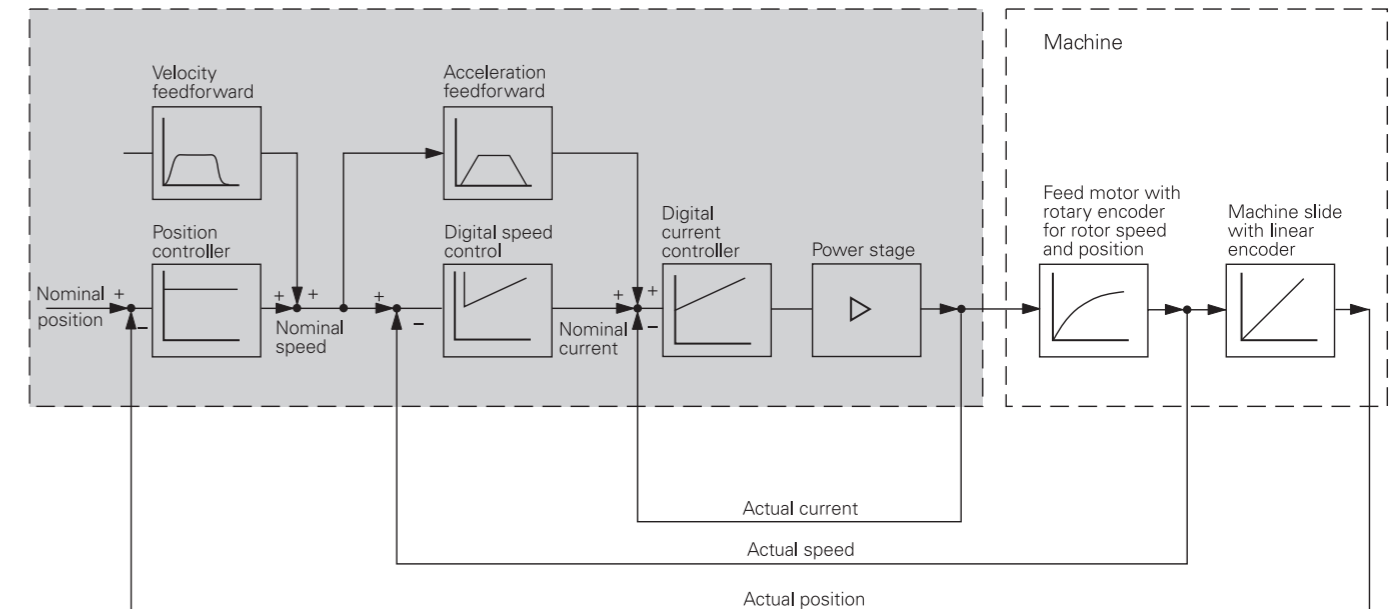 Machine
Velocity
feedforward
Acceleration
feedforward
Position
controller
Digital speed
control
Digital
current
controller
Power stage
Feed motor with
rotary encoder
for rotor speed
and position
Machine slide
with linear
encoder
Nominal
position
+
–
+
+
Nominal
speed
+
–
+
+
–
Nominal
current
Actual current
Actual speed
Actual position